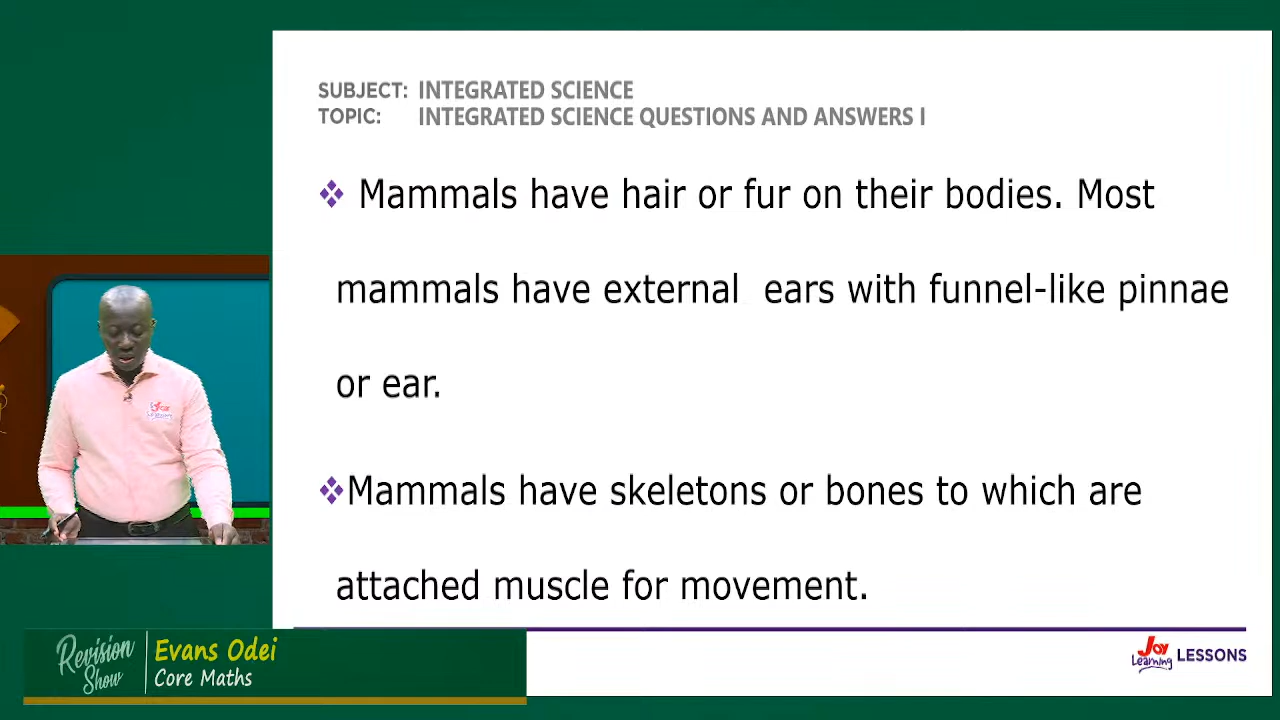 SUBJECT: INTEGRATED SCIENCE
TOPIC: INTEGRATED SCIENCE QUESTIONS AND ANSWERS I
❖ Mammals have hair or fur on their bodies. Most
mammals have external ears with funnel-like pinnae
or ear.
❖Mammals have skeletons or bones to which are
attached muscle for movement.
Revision
Show
Evans Odei
Core Maths
Joy
Learning LESSONS